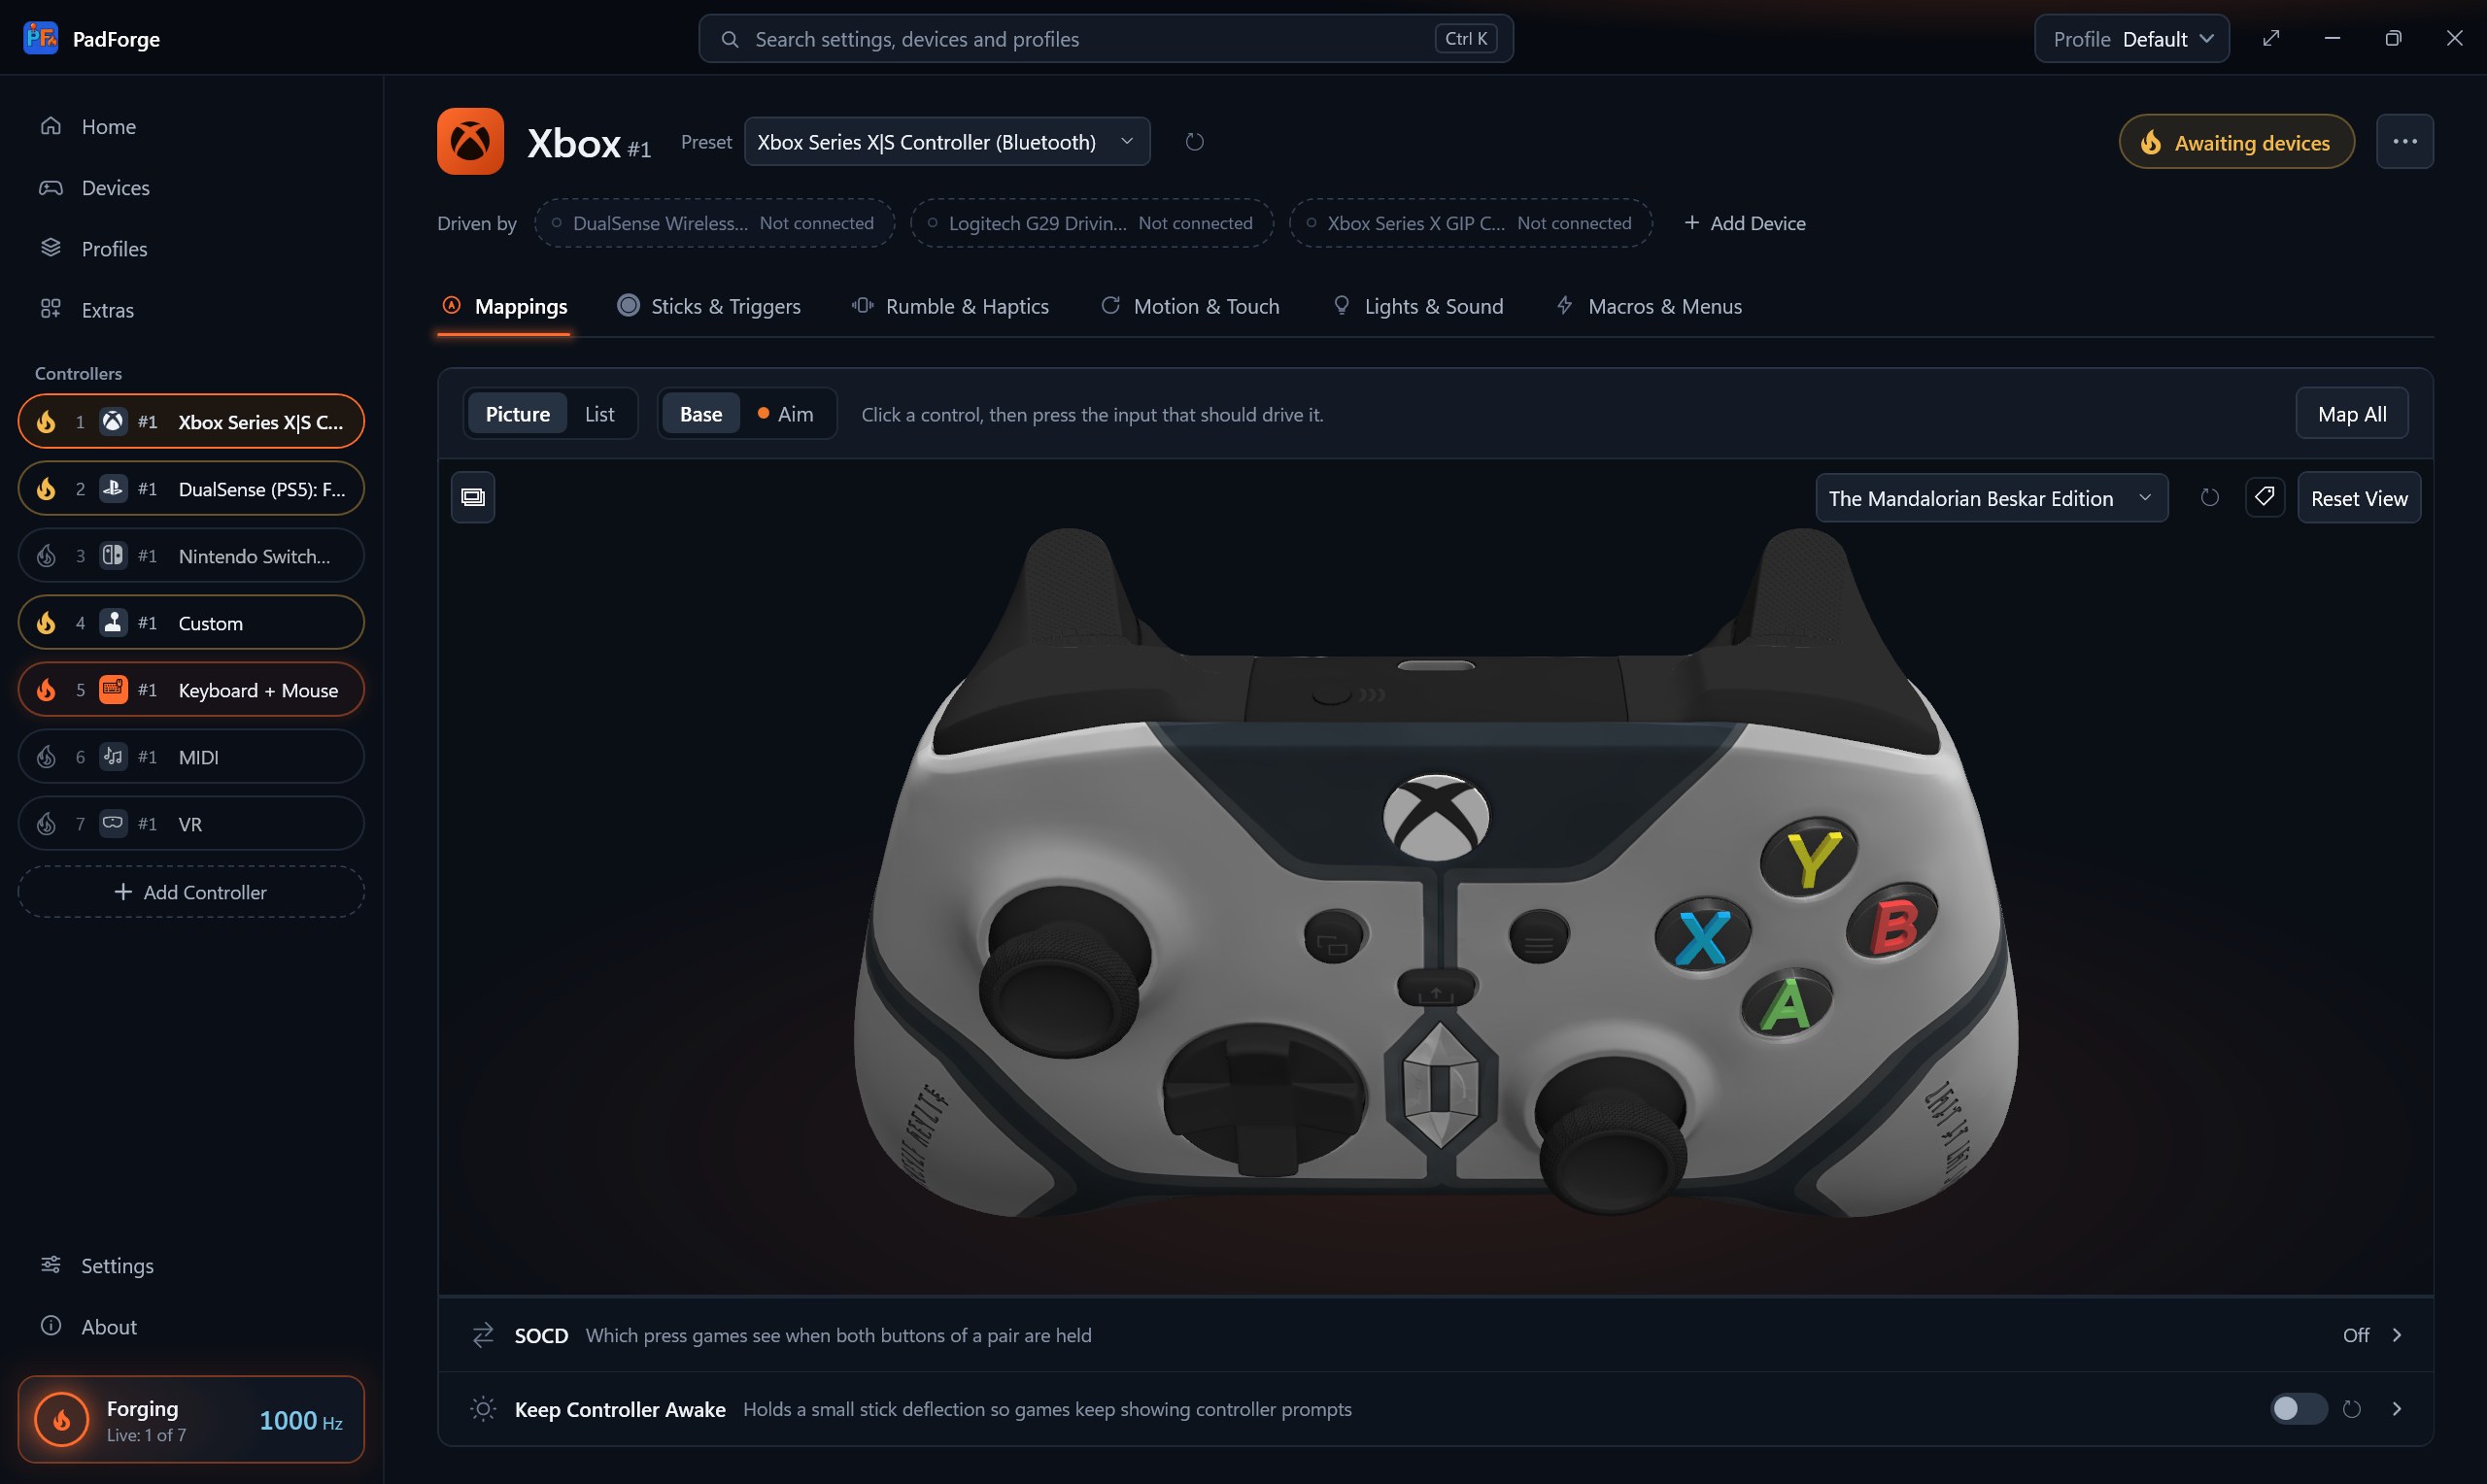 PadForge
Search settings, devices and profiles
Ctrl K
Profile Default
Home
Devices
Profiles
Extras
Controllers
1 #1 Xbox Series X|S C...
2 #1 DualSense (PS5): F...
3 #1 Nintendo Switch...
4 #1 Custom
5 #1 Keyboard + Mouse
6 #1 MIDI
7 #1 VR
+ Add Controller
Settings
About
Forging
Live: 1 of 7
1000 Hz
Xbox #1
Preset
Xbox Series X|S Controller (Bluetooth)
Awaiting devices
Driven by
DualSense Wireless... Not connected
Logitech G29 Drivin... Not connected
Xbox Series X GIP C... Not connected
+ Add Device
Mappings
Sticks & Triggers
Rumble & Haptics
Motion & Touch
Lights & Sound
Macros & Menus
Picture
List
Base
Aim
Click a control, then press the input that should drive it.
Map All
The Mandalorian Beskar Edition
Reset View
Y
X
B
A
SOCD Which press games see when both buttons of a pair are held
Off
Keep Controller Awake Holds a small stick deflection so games keep showing controller prompts